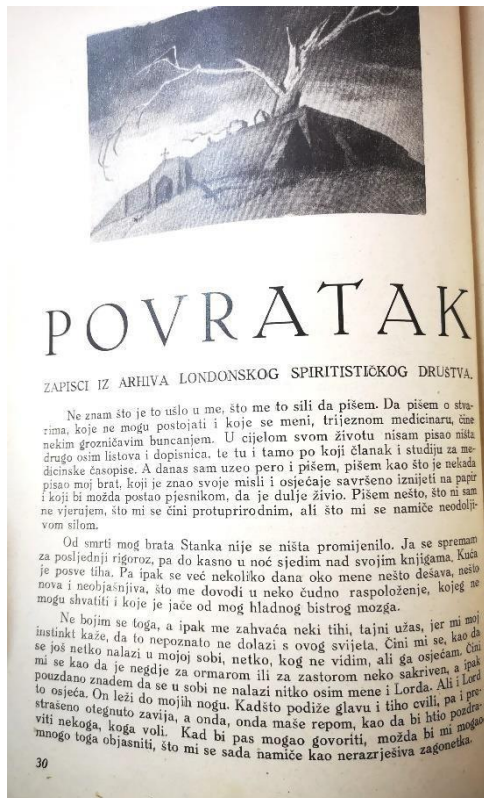 POVRATAK
ZAPISCI IZ ARHIVA LONDONSKOG SPIRITISTIČKOG DRUŠTVA.
Ne znam što je to ušlo u me, što me to sili da pišem. Da pišem o stva-
rima, koje ne mogu postojati i koje se meni, trijeznom medicinaru, čine
nekim grozničavim buncanjem. U cijelom svom životu nisam pisao ništa
drugo osim listova i dopisnica, te tu i tamo po koji članak i studiju za me-
dicinske časopise. A danas sam uzeo pero i pišem, pišem kao što je nekada
pisao moj brat, koji je znao svoje misli i osjećaje savršeno iznijeti na papir
i koji bi možda postao pjesnikom, da je dulje živio. Pišem nešto, što ni sam
ne vjerujem, što mi se čini protuprirodnim, ali što mi se namiče neodolji-
vom silom.
Od smrti mog brata Stanka nije se ništa promijenilo. Ja se spremam
za posljednji rigoroz, pa do kasno u noć sjedim nad svojim knjigama. Kuća
je posve tiha. Pa ipak se već nekoliko dana oko mene nešto dešava, nešto
nova i neobjašnjiva, što me dovodi u neko čudno raspoloženje, kojeg ne
mogu shvatiti i koje je jače od mog hladnog bistrog mozga.
Ne bojim se toga, a ipak me zahvaća neki tihi, tajni užas, jer mi moj
instinkt kaže, da to nepoznato ne dolazi s ovog svijeta. Čini mi se, kao da
se još netko nalazi u mojoj sobi, netko, kog ne vidim, ali ga osjećam. Čini
mi se kao da je negdje za ormarom ili za zastorom neko sakriven, a ipak
pouzdano znadem da se u sobi ne nalazi nitko osim mene i Lorda. Ali i Lord
to osjeća. On leži do mojih nogu. Kadšto podiže glavu i tiho cvili, pa i pre-
strašeno otegnuto zavija, a onda, onda maše repom, kao da bi htio pozdra-
viti nekoga, koga voli. Kad bi pas mogao govoriti, možda bi mi mogao
mnogo toga objasniti, što mi se sada namiče kao nerazrješiva zagonetka.
30